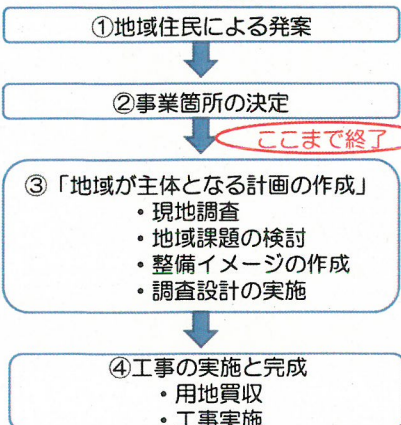 ①地域住民による発案
②事業箇所の決定
ここまで終了
③「地域が主体となる計画の作成」
・現地調査
・地域課題の検討
・整備イメージの作成
・調査設計の実施
④工事の実施と完成
・用地買収
・工事実施